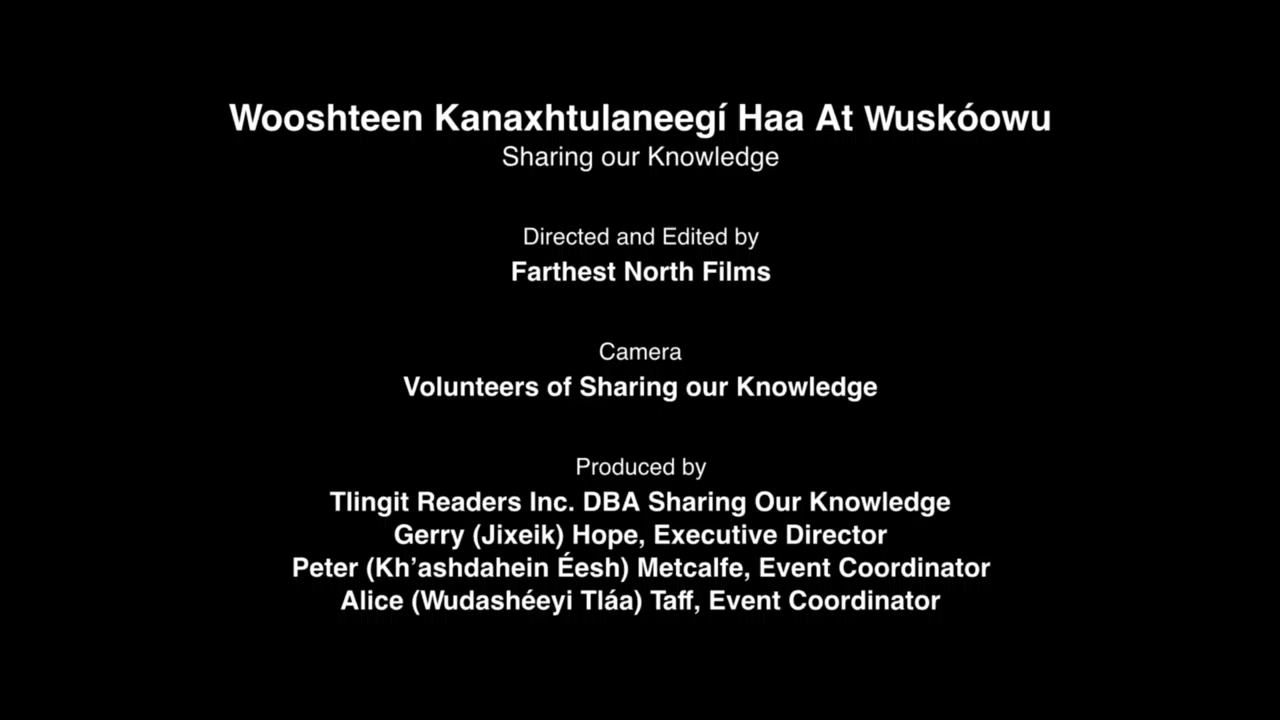 Wooshteen Kanaxhtulaneegí Haa At Wuskóowu
Sharing our Knowledge
Directed and Edited by
Farthest North Films
Camera
Volunteers of Sharing our Knowledge
Produced by
Tlingit Readers Inc. DBA Sharing Our Knowledge
Gerry (Jixeik) Hope, Executive Director
Peter (Kh’ashdahein Éesh) Metcalfe, Event Coordinator
Alice (Wudashéeyi Tláa) Taff, Event Coordinator